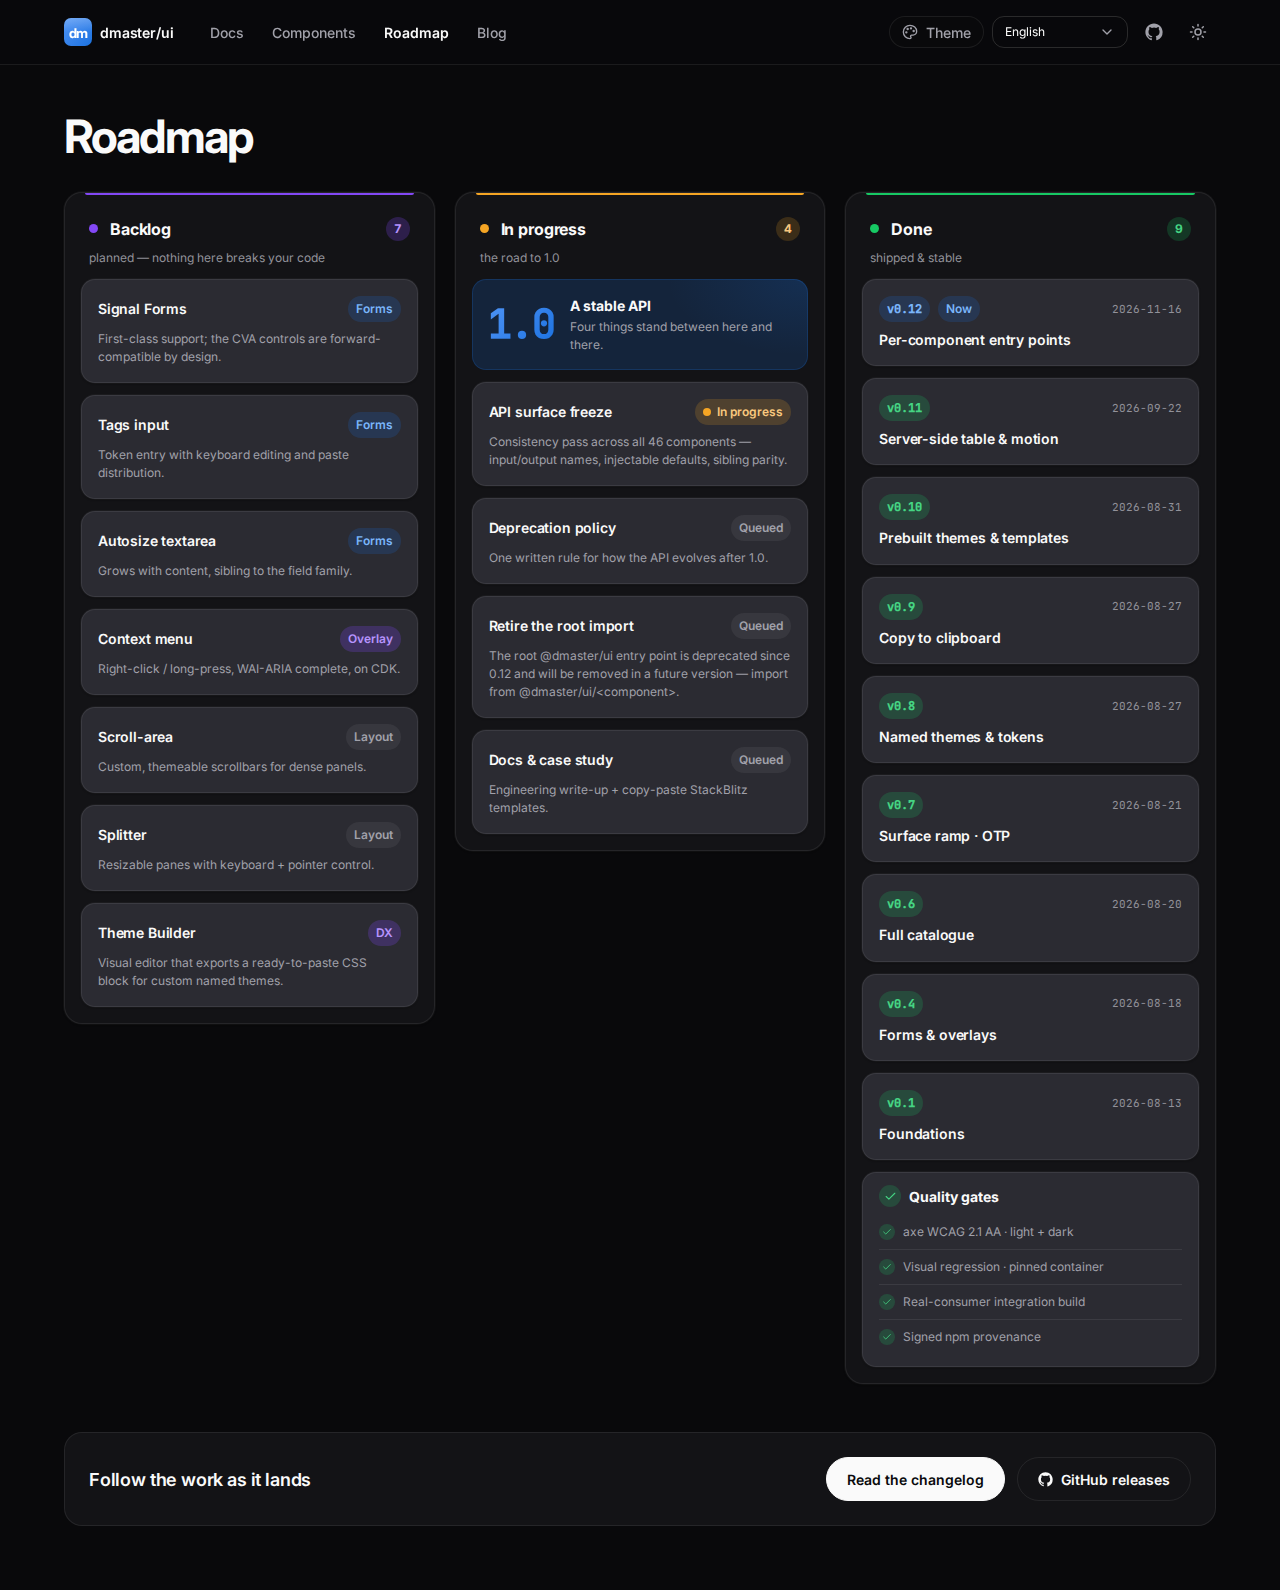 dm dmaster/ui Docs Components Roadmap Blog Theme English
Roadmap
Backlog 7
planned — nothing here breaks your code
Signal Forms Forms
First-class support; the CVA controls are forward-
compatible by design.
Tags input Forms
Token entry with keyboard editing and paste
distribution.
Autosize textarea Forms
Grows with content, sibling to the field family.
Context menu Overlay
Right-click / long-press, WAI-ARIA complete, on CDK.
Scroll-area Layout
Custom, themeable scrollbars for dense panels.
Splitter Layout
Resizable panes with keyboard + pointer control.
Theme Builder DX
Visual editor that exports a ready-to-paste CSS
block for custom named themes.
In progress 4
the road to 1.0
1.0
A stable API
Four things stand between here and
there.
API surface freeze In progress
Consistency pass across all 46 components —
input/output names, injectable defaults, sibling parity.
Deprecation policy Queued
One written rule for how the API evolves after 1.0.
Retire the root import Queued
The root @dmaster/ui entry point is deprecated since
0.12 and will be removed in a future version — import
from @dmaster/ui/<component>.
Docs & case study Queued
Engineering write-up + copy-paste StackBlitz
templates.
Done 9
shipped & stable
v0.12 Now 2026-11-16
Per-component entry points
v0.11 2026-09-22
Server-side table & motion
v0.10 2026-08-31
Prebuilt themes & templates
v0.9 2026-08-27
Copy to clipboard
v0.8 2026-08-27
Named themes & tokens
v0.7 2026-08-21
Surface ramp · OTP
v0.6 2026-08-20
Full catalogue
v0.4 2026-08-18
Forms & overlays
v0.1 2026-08-13
Foundations
Quality gates
axe WCAG 2.1 AA · light + dark
Visual regression · pinned container
Real-consumer integration build
Signed npm provenance
Follow the work as it lands Read the changelog GitHub releases